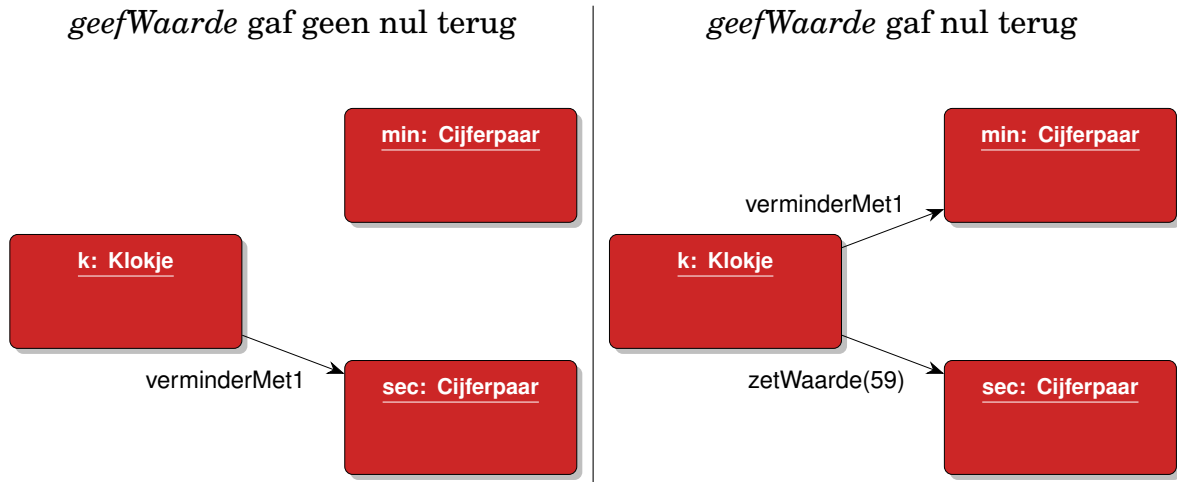 geefWaarde gaf geen nul terug
min: Cijferpaar
k: Klokje
verminderMet1
sec: Cijferpaar
geefWaarde gaf nul terug
min: Cijferpaar
verminderMet1
k: Klokje
zetWaarde(59)
sec: Cijferpaar